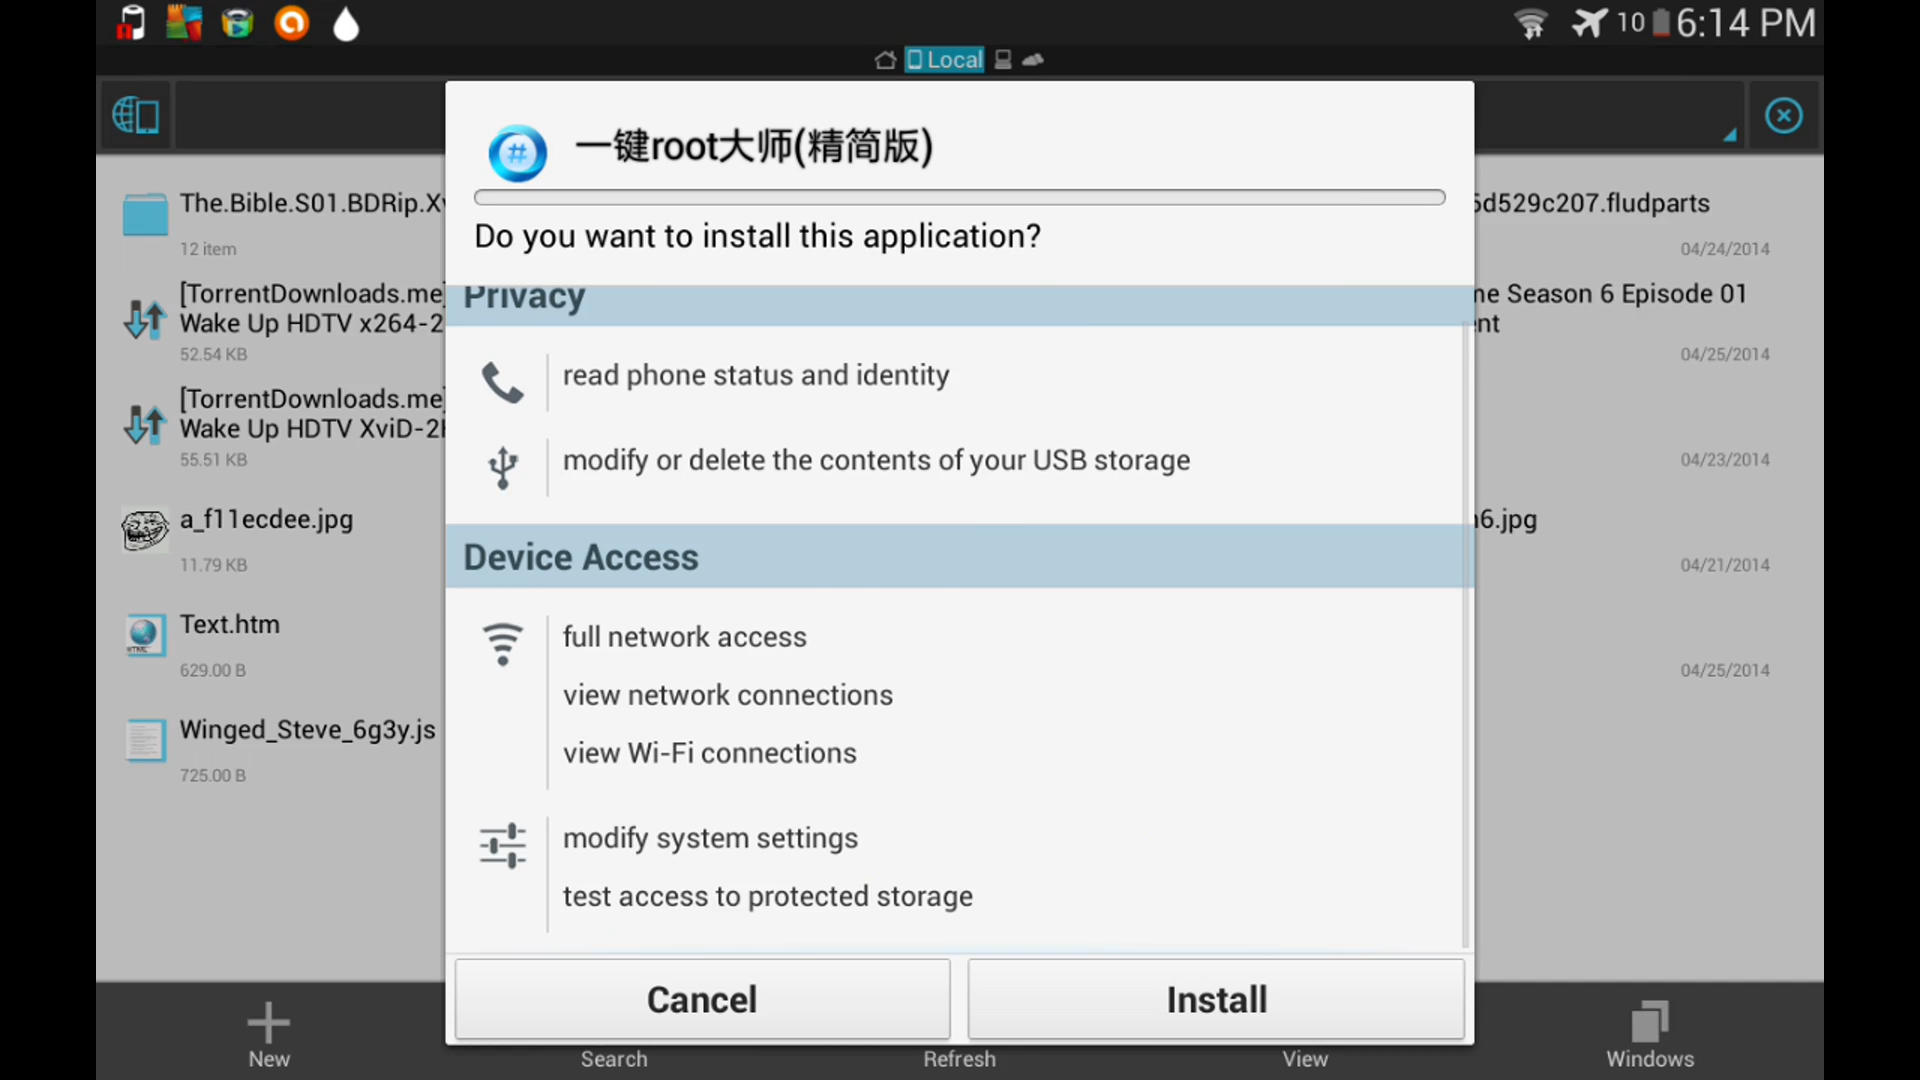 10 6:14 PM
Local
一键root大师(精简版)
Do you want to install this application?
Privacy
read phone status and identity
modify or delete the contents of your USB storage
Device Access
full network access
view network connections
view Wi-Fi connections
modify system settings
test access to protected storage
Cancel
Install
The.Bible.S01.BDRip.Xv
12 item
[TorrentDownloads.me]
Wake Up HDTV x264-2
52.54 KB
[TorrentDownloads.me]
Wake Up HDTV XviD-2
55.51 KB
a_f11ecdee.jpg
11.79 KB
Text.htm
629.00 B
Winged_Steve_6g3y.js
725.00 B
5d529c207.fludparts
04/24/2014
me Season 6 Episode 01
ent
04/25/2014
04/23/2014
6.jpg
04/21/2014
04/25/2014
New
Search
Refresh
View
Windows